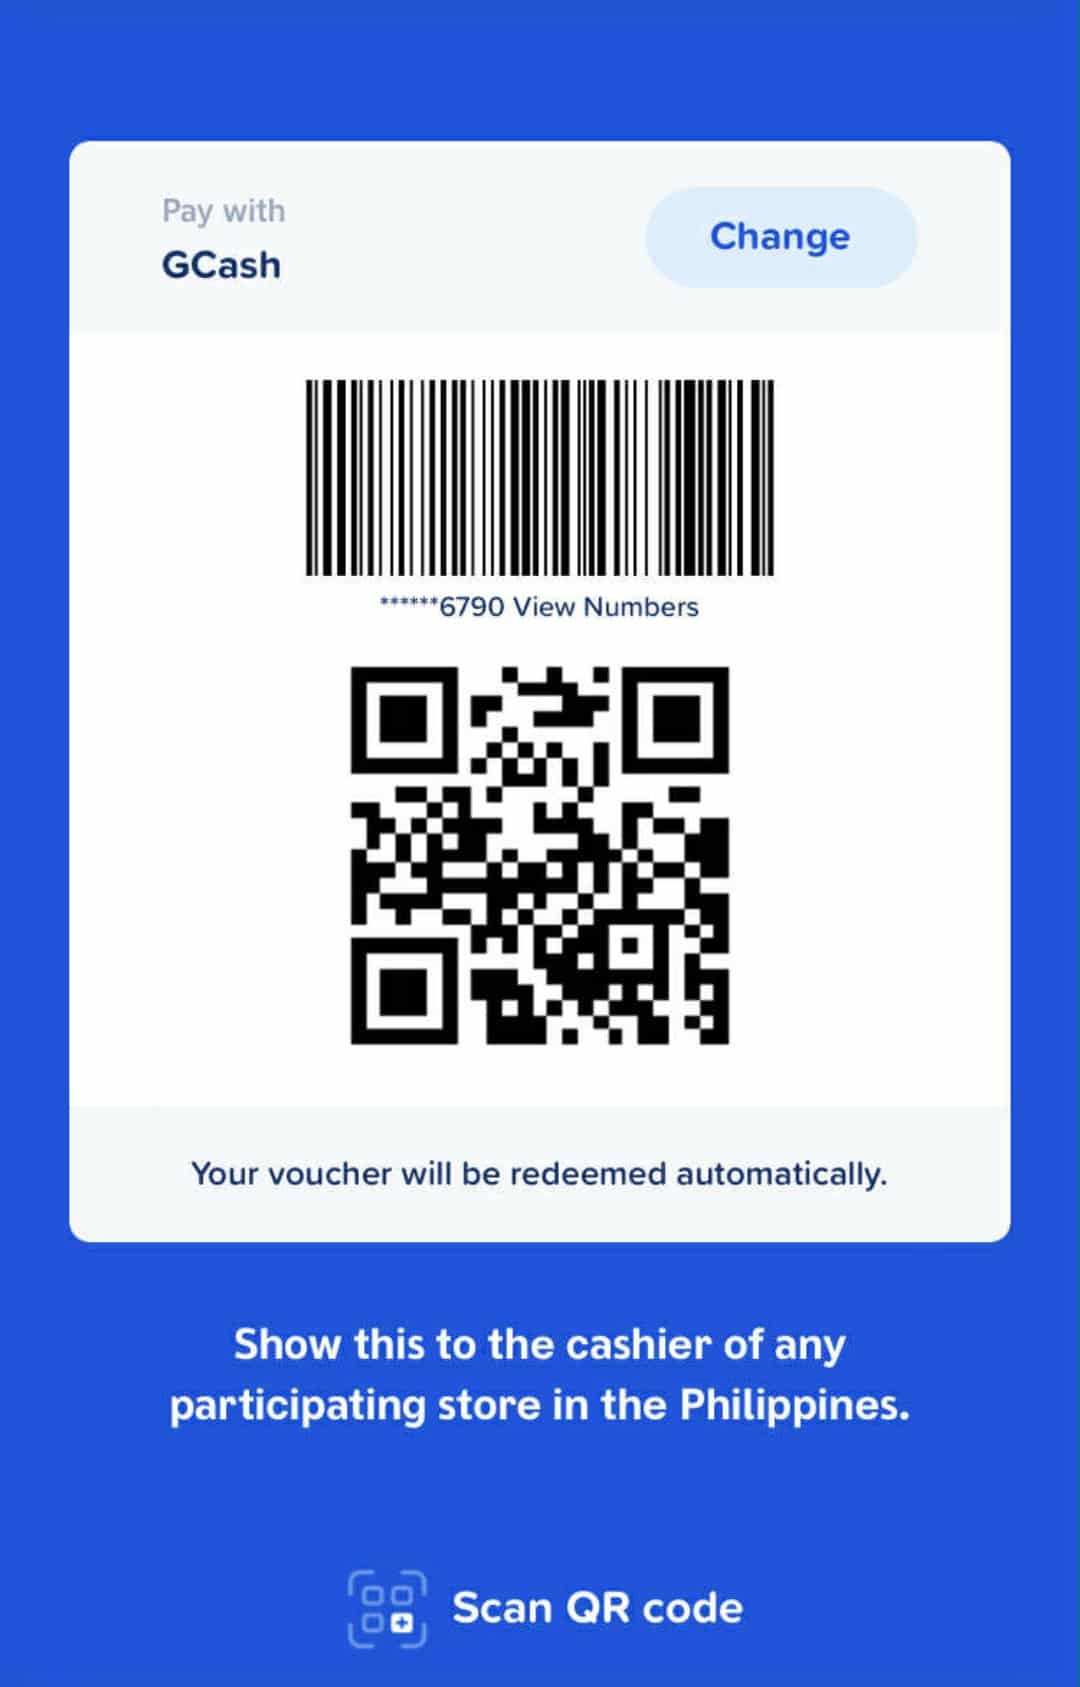 Pay with
GCash
Change
******6790 View Numbers
Your voucher will be redeemed automatically.
Show this to the cashier of any
participating store in the Philippines.
Scan QR code